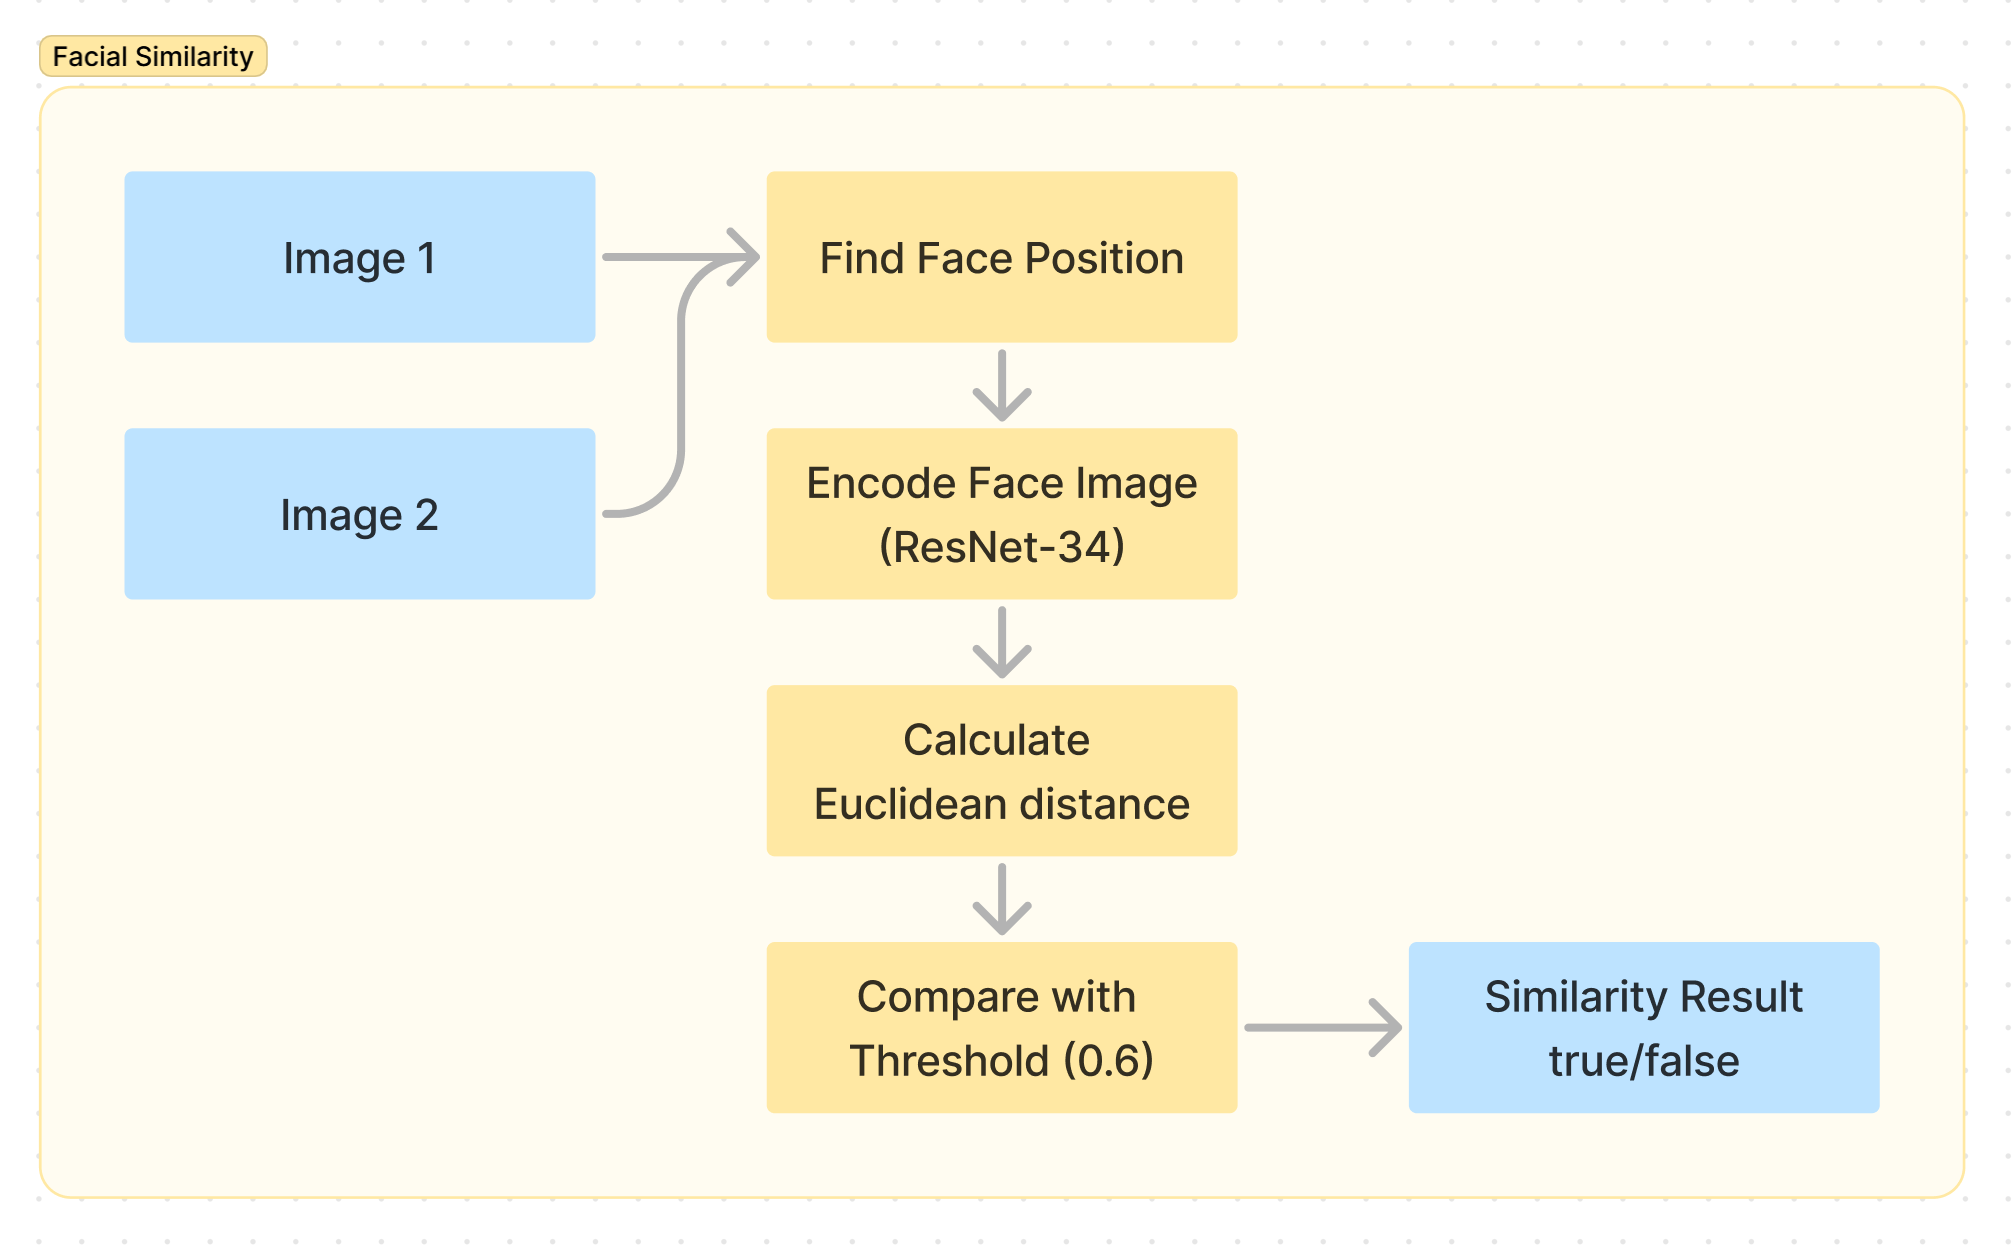 Facial Similarity
Image 1
Find Face Position
Image 2
Encode Face Image
(ResNet-34)
Calculate
Euclidean distance
Compare with
Threshold (0.6)
Similarity Result
true/false